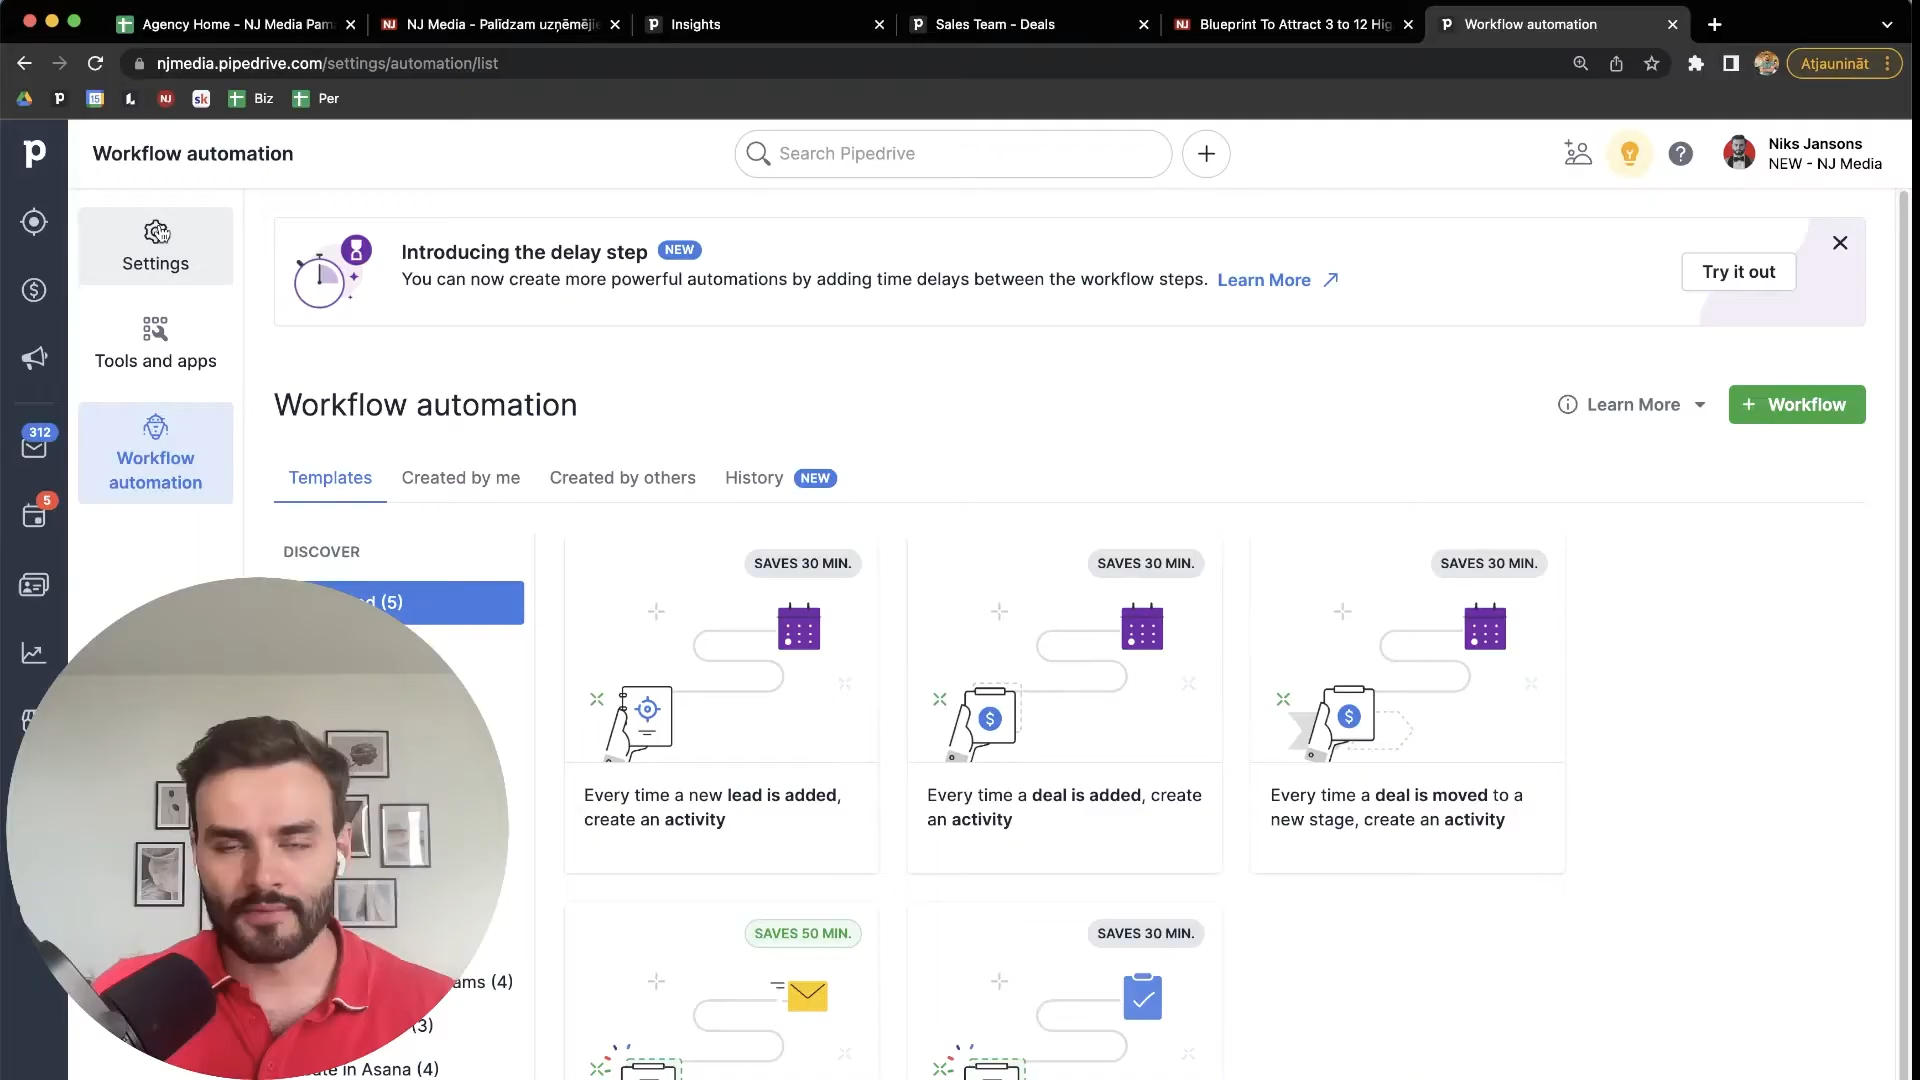 Agency Home - NJ Media Pam
NJ Media - Palīdzam uzņēmēji
Insights
Sales Team - Deals
Blueprint To Attract 3 to 12 Hig
Workflow automation
njmedia.pipedrive.com/settings/automation/list
Atjaunināt
15
NJ
sk
Biz
Per
Workflow automation
Search Pipedrive
Niks Jansons
NEW - NJ Media
Settings
Tools and apps
Workflow
automation
312
5
Introducing the delay step NEW
You can now create more powerful automations by adding time delays between the workflow steps. Learn More
Try it out
Workflow automation
Learn More
+ Workflow
Templates
Created by me
Created by others
History NEW
DISCOVER
(5)
SAVES 30 MIN.
Every time a new lead is added,
create an activity
SAVES 30 MIN.
Every time a deal is added, create
an activity
SAVES 30 MIN.
Every time a deal is moved to a
new stage, create an activity
SAVES 50 MIN.
SAVES 30 MIN.
ams (4)
(3)
ate in Asana (4)